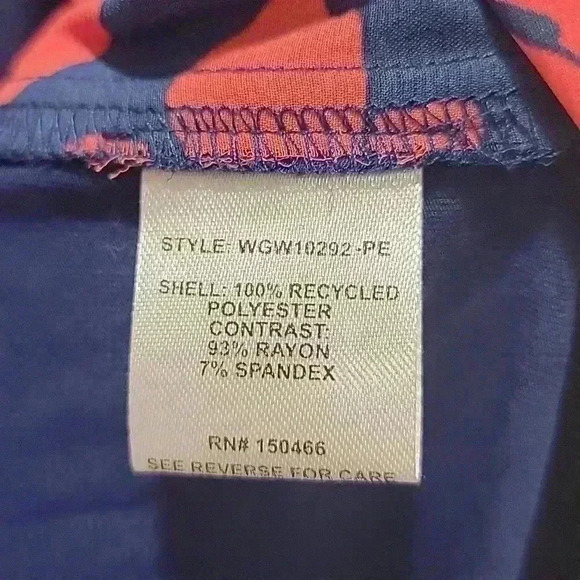 STYLE: WGW10292-PE
SHELL: 100% RECYCLED
POLYESTER
CONTRAST:
93% RAYON
7% SPANDEX
RN# 150466
SEE REVERSE FOR CARE